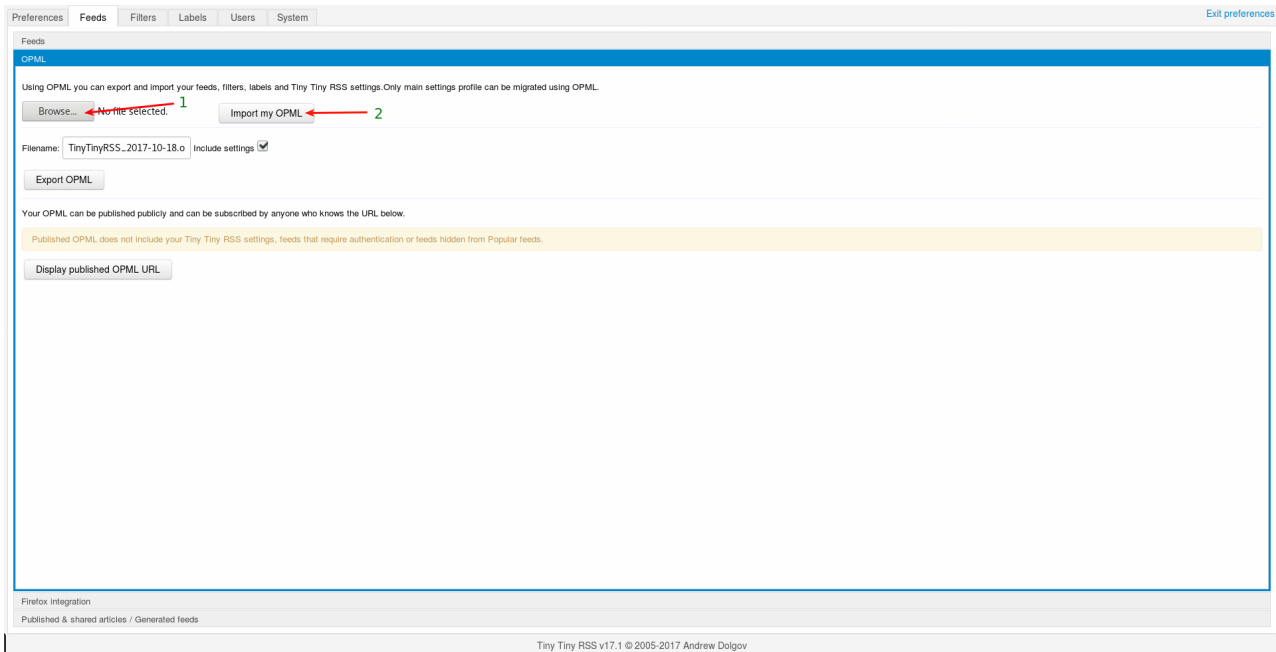 Preferences Feeds Filters Labels Users System Exit preferences
Feeds
OPML
Using OPML you can export and import your feeds, filters, labels and Tiny Tiny RSS settings.Only main settings profile can be migrated using OPML.
Browse... No file selected. 1 Import my OPML 2
Filename: TinyTinyRSS_2017-10-18.o Include settings
Export OPML
Your OPML can be published publicly and can be subscribed by anyone who knows the URL below.
Published OPML does not include your Tiny Tiny RSS settings, feeds that require authentication or feeds hidden from Popular feeds.
Display published OPML URL
Firefox integration
Published & shared articles / Generated feeds
Tiny Tiny RSS v17.1 © 2005-2017 Andrew Dolgov